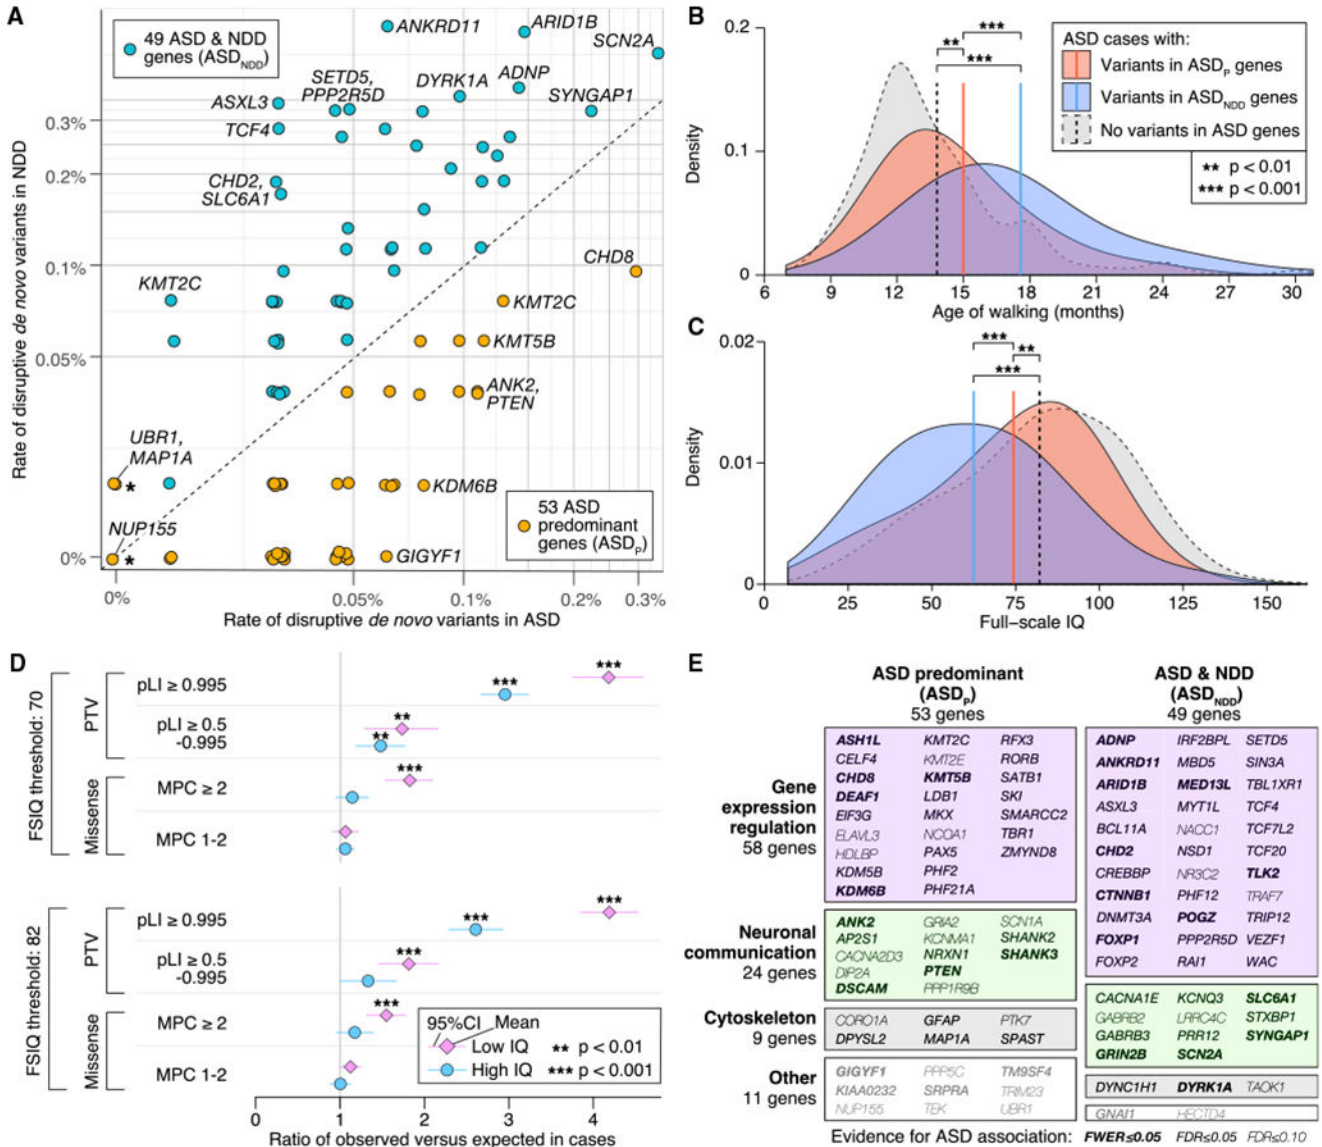 A
49 ASD & NDD
genes (ASD_NDD)
ANKRD11
ARID1B
SCN2A
SETD5,
PPP2R5D
DYRK1A
ADNP
SYNGAP1
ASXL3
TCF4
CHD2,
SLC6A1
CHD8
KMT2C
KMT2C
KMT5B
ANK2,
PTEN
UBR1,
MAP1A
*
KDM6B
NUP155
*
GIGYF1
53 ASD
predominant
genes (ASD_P)
0.3%
0.2%
0.1%
0.05%
0%
Rate of disruptive de novo variants in NDD
0% 0.05% 0.1% 0.2% 0.3%
Rate of disruptive de novo variants in ASD
B
0.2
0.1
0
Density
***
**
***
ASD cases with:
Variants in ASD_P genes
Variants in ASD_NDD genes
No variants in ASD genes
** p < 0.01
*** p < 0.001
6 9 12 15 18 21 24 27 30
Age of walking (months)
C
0.02
0.01
0
Density
***
**
***
0 25 50 75 100 125 150
Full-scale IQ
D
FSIQ threshold: 70
PTV
pLI ≥ 0.995
*** ***
pLI ≥ 0.5
-0.995
**
**
Missense
MPC ≥ 2
***
MPC 1-2
FSIQ threshold: 82
PTV
pLI ≥ 0.995
*** ***
pLI ≥ 0.5
-0.995
***
Missense
MPC ≥ 2
***
MPC 1-2
95%CI Mean
Low IQ ** p < 0.01
High IQ *** p < 0.001
0 1 2 3 4
Ratio of observed versus expected in cases
E
ASD predominant
(ASD_P)
53 genes
ASD & NDD
(ASD_NDD)
49 genes
Gene
expression
regulation
58 genes
ASH1L KMT2C RFX3
CELF4 KMT2E RORB
CHD8 KMT5B SATB1
DEAF1 LDB1 SKI
EIF3G MKX SMARCC2
ELAVL3 NCOA1 TBR1
HDLBP PAX5 ZMYND8
KDM5B PHF2
KDM6B PHF21A
ADNP IRF2BPL SETD5
ANKRD11 MBD5 SIN3A
ARID1B MED13L TBL1XR1
ASXL3 MYT1L TCF4
BCL11A NACC1 TCF7L2
CHD2 NSD1 TCF20
CREBBP NR3C2 TLK2
CTNNB1 PHF12 TRAF7
DNMT3A POGZ TRIP12
FOXP1 PPP2R5D VEZF1
FOXP2 RAI1 WAC
Neuronal
communication
24 genes
ANK2 GRIA2 SCN1A
AP2S1 KCNMA1 SHANK2
CACNA2D3 NRXN1 SHANK3
DIP2A PTEN
DSCAM PPP1R9B
CACNA1E KCNQ3 SLC6A1
GABRB2 LRRC4C STXBP1
GABRB3 PRR12 SYNGAP1
GRIN2B SCN2A
Cytoskeleton
9 genes
CORO1A GFAP PTK7
DPYSL2 MAP1A SPAST
DYNC1H1 DYRK1A TAOK1
Other
11 genes
GIGYF1 PPP5C TM9SF4
KIAA0232 SRPRA TRIM23
NUP155 TEK UBR1
GNAI1 HECTD4
Evidence for ASD association: FWER≤0.05 FDR≤0.05 FDR≤0.10